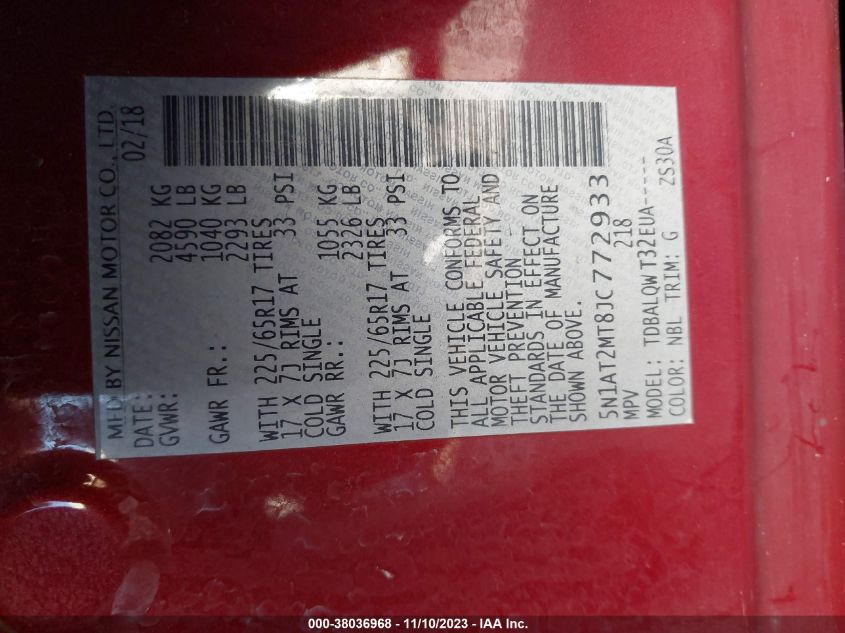 MFD BY NISSAN MOTOR CO., LTD.
DATE: 02/18
GVWR: 2082 KG
4590 LB
GAWR FR.: 1040 KG
2293 LB
WITH 225/65R17 TIRES
17 X 7J RIMS AT 33 PSI
COLD SINGLE
GAWR RR.: 1055 KG
2326 LB
WITH 225/65R17 TIRES
17 X 7J RIMS AT 33 PSI
COLD SINGLE
THIS VEHICLE CONFORMS TO
ALL APPLICABLE FEDERAL
MOTOR VEHICLE SAFETY AND
THEFT PREVENTION
STANDARDS IN EFFECT ON
THE DATE OF MANUFACTURE
SHOWN ABOVE.
5N1AT2MT8JC772933
MPV 218
MODEL: TDBALQWT32EUA-----
COLOR: NBL TRIM: G ZS30A
000-38036968 - 11/10/2023 - IAA Inc.